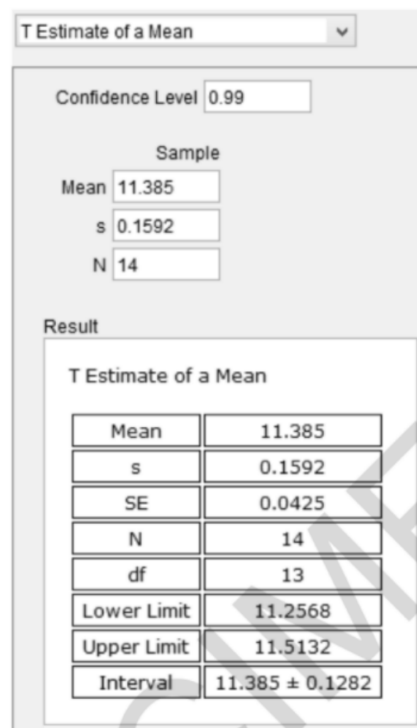 T Estimate of a Mean
Confidence Level 0.99
Sample
Mean 11.385
s 0.1592
N 14
Result
T Estimate of a Mean
Mean 11.385
s 0.1592
SE 0.0425
N 14
df 13
Lower Limit 11.2568
Upper Limit 11.5132
Interval 11.385 ± 0.1282